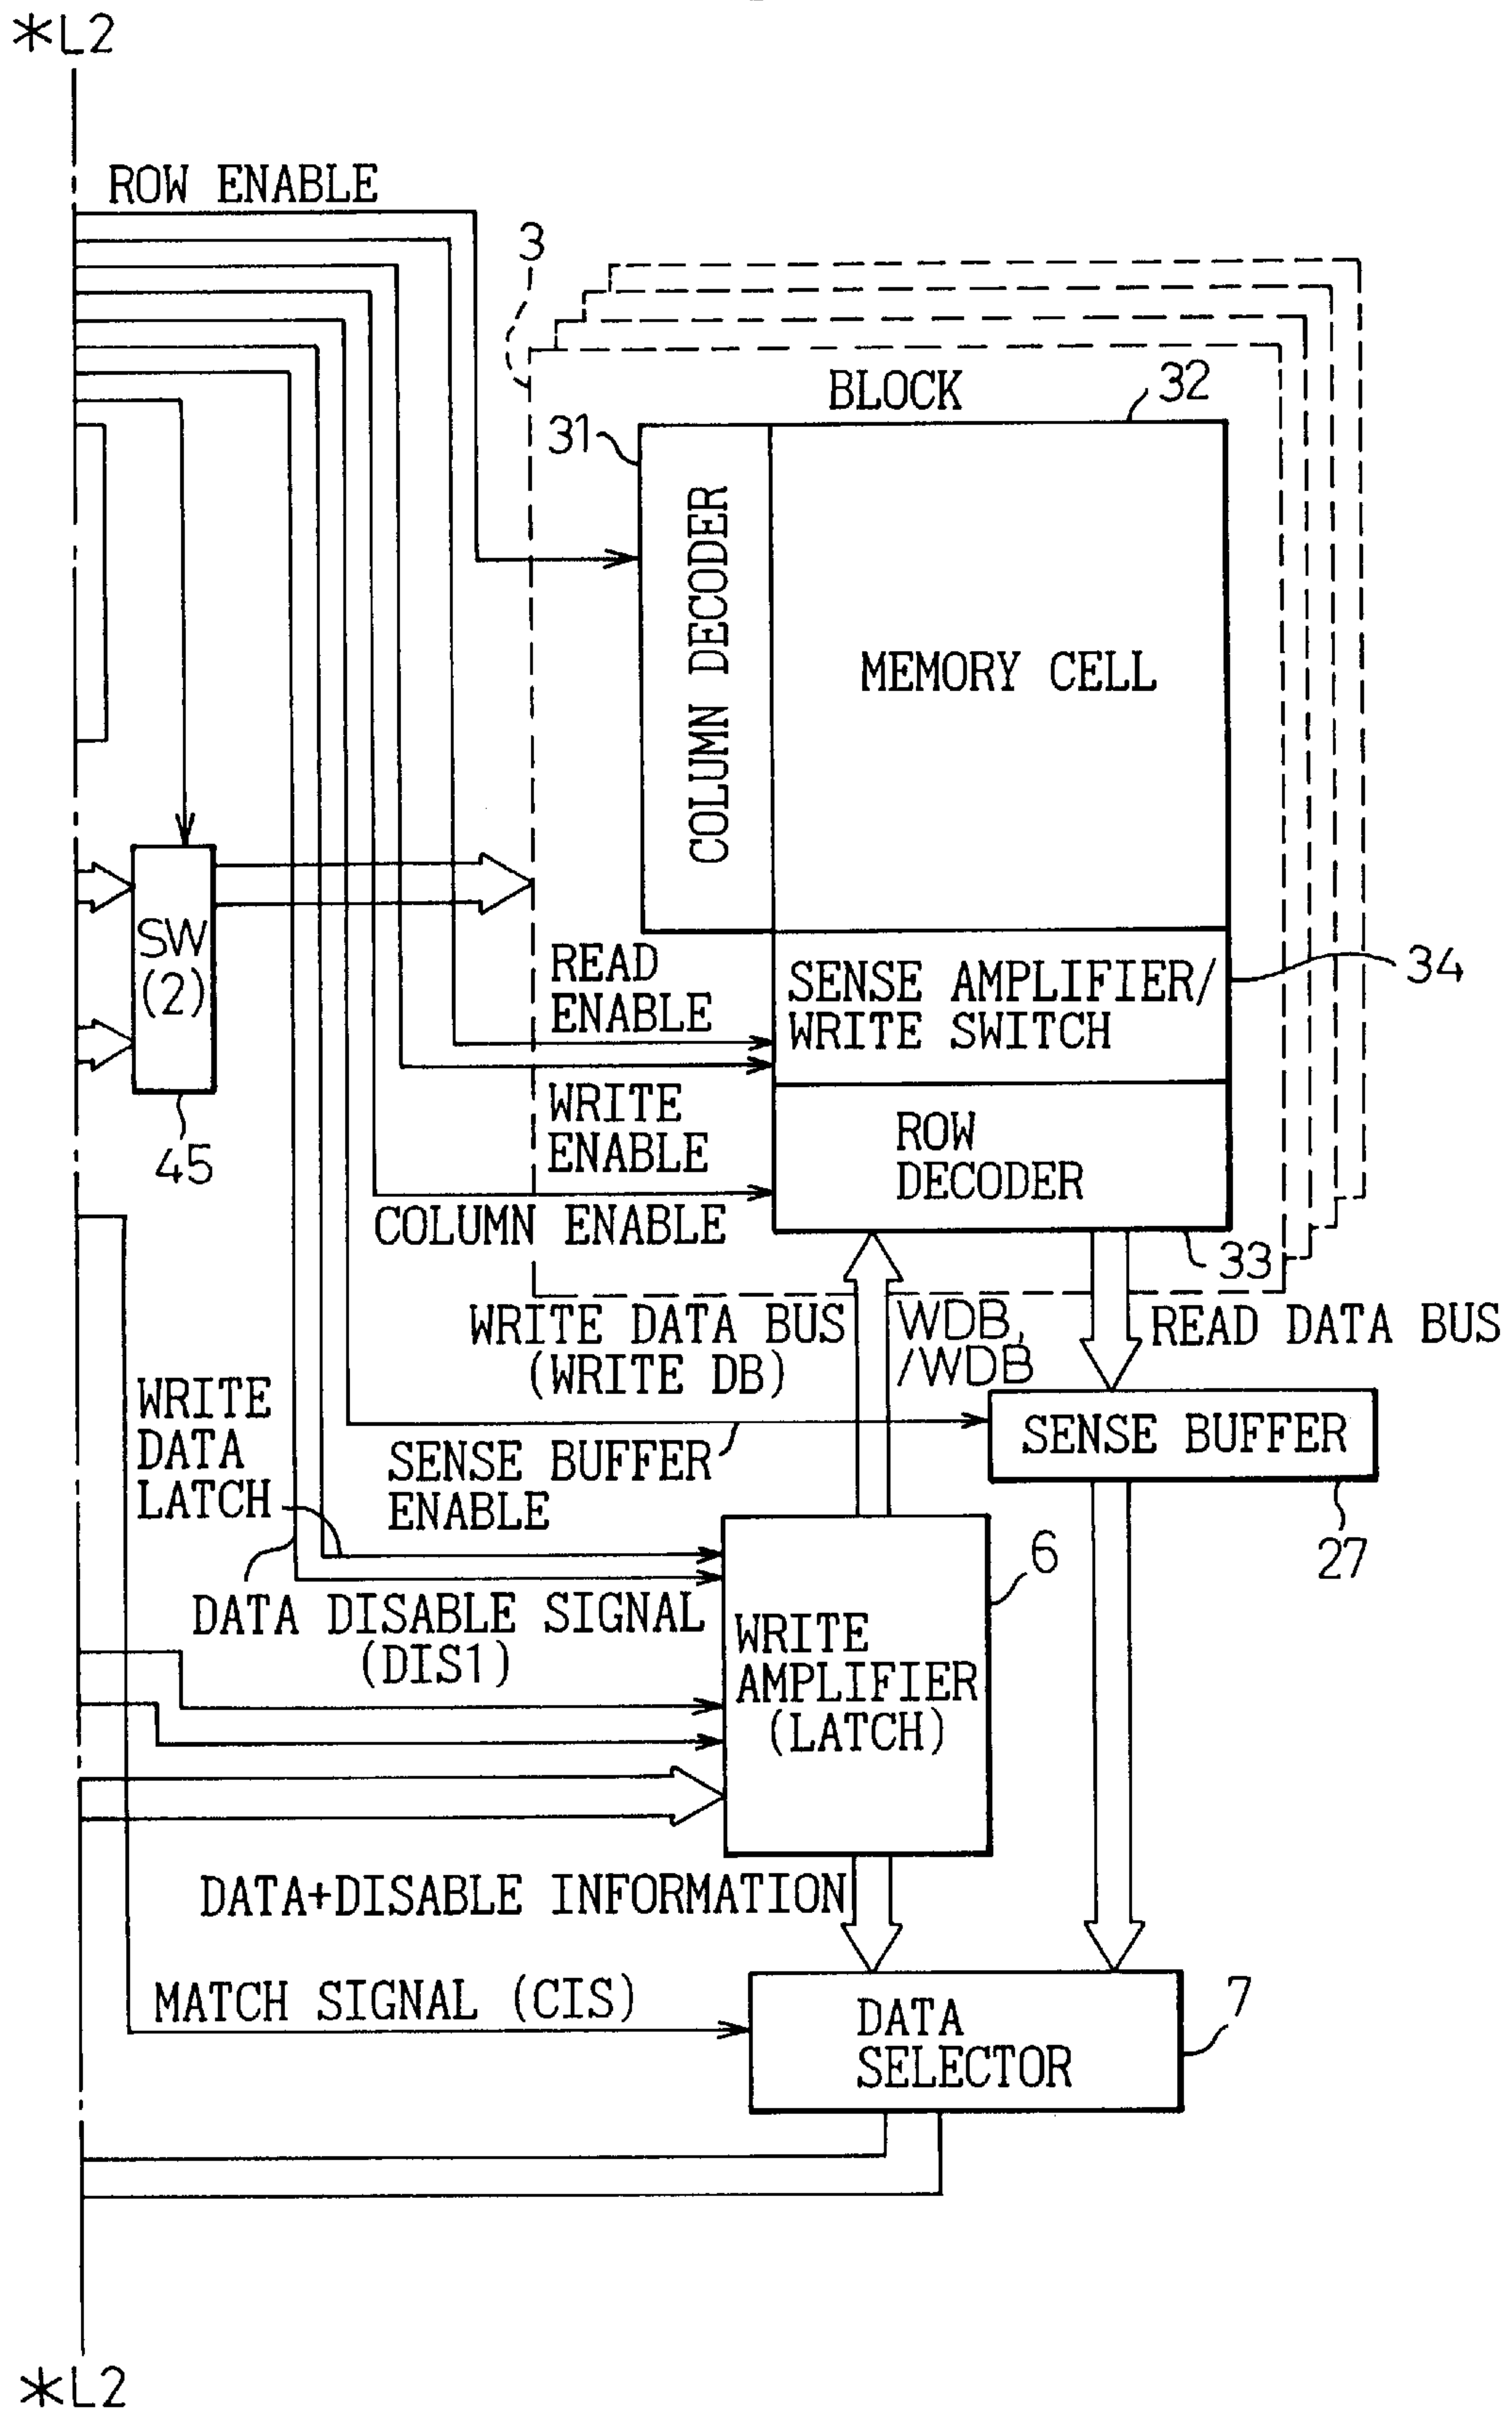 *L2
ROW ENABLE
3
BLOCK
32
31
COLUMN DECODER
MEMORY CELL
SW
(2)
45
READ
ENABLE
SENSE AMPLIFIER/
WRITE SWITCH
34
WRITE
ENABLE
ROW
DECODER
COLUMN ENABLE
33
WRITE DATA BUS
(WRITE DB)
WDB,
/WDB
READ DATA BUS
WRITE
DATA
LATCH
SENSE BUFFER
ENABLE
SENSE BUFFER
27
6
DATA DISABLE SIGNAL
(DIS1)
WRITE
AMPLIFIER
(LATCH)
DATA+DISABLE INFORMATION
MATCH SIGNAL (CIS)
DATA
SELECTOR
7
*L2